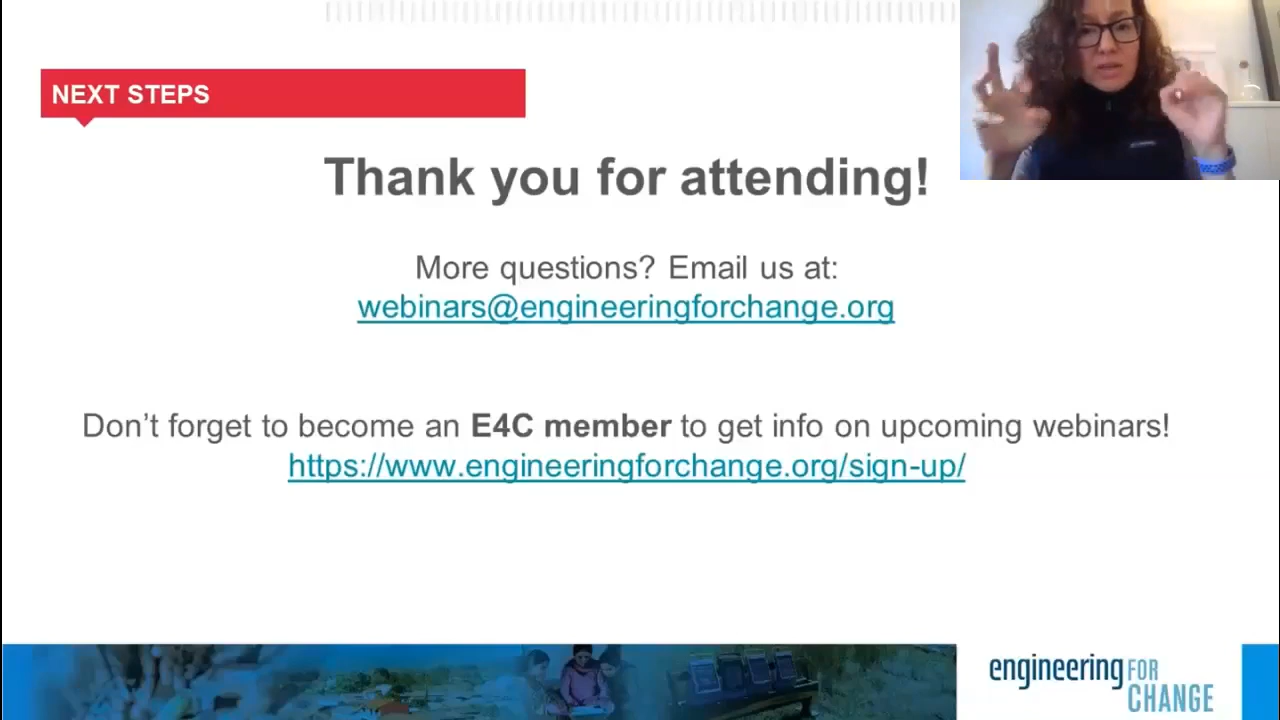 NEXT STEPS
Thank you for attending!
More questions? Email us at:
webinars@engineeringforchange.org
Don’t forget to become an E4C member to get info on upcoming webinars!
https://www.engineeringforchange.org/sign-up/
engineering FOR
CHANGE